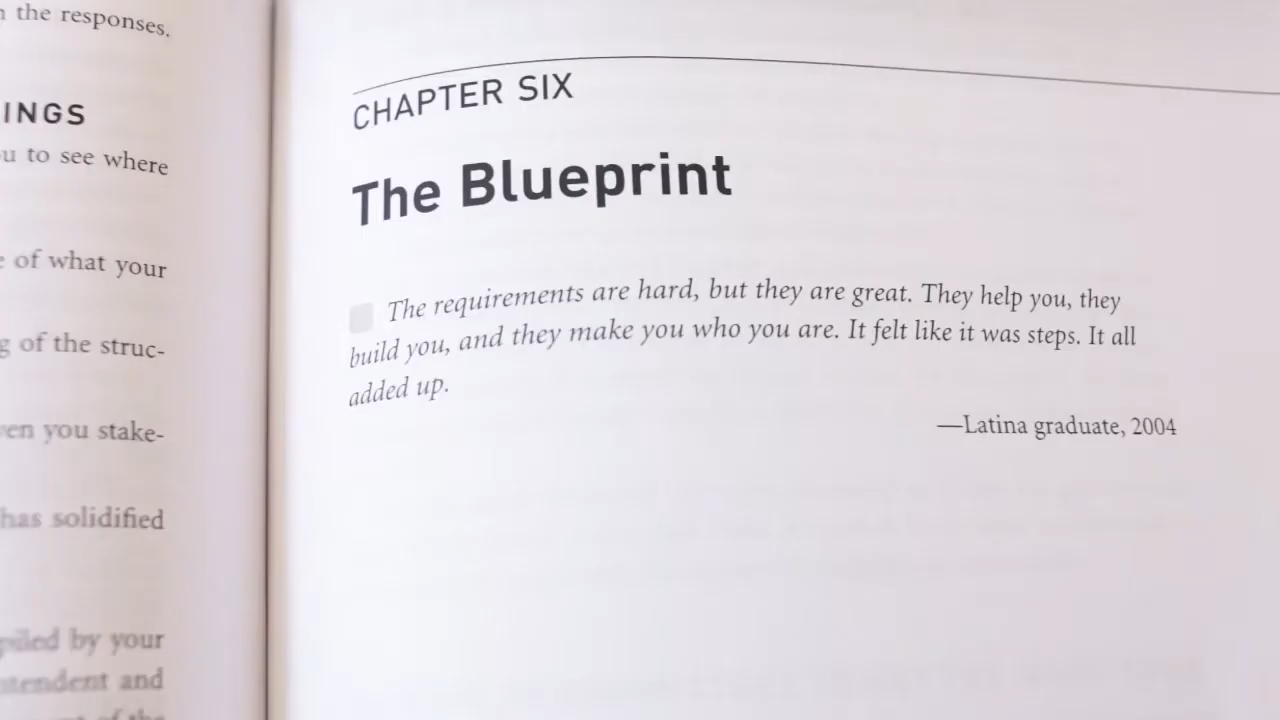 the responses.
INGS
to see where
of what your
of the struc-
you stake-
has solidified
by your
and
of the
CHAPTER SIX
The Blueprint
The requirements are hard, but they are great. They help you, they
build you, and they make you who you are. It felt like it was steps. It all
added up.
—Latina graduate, 2004